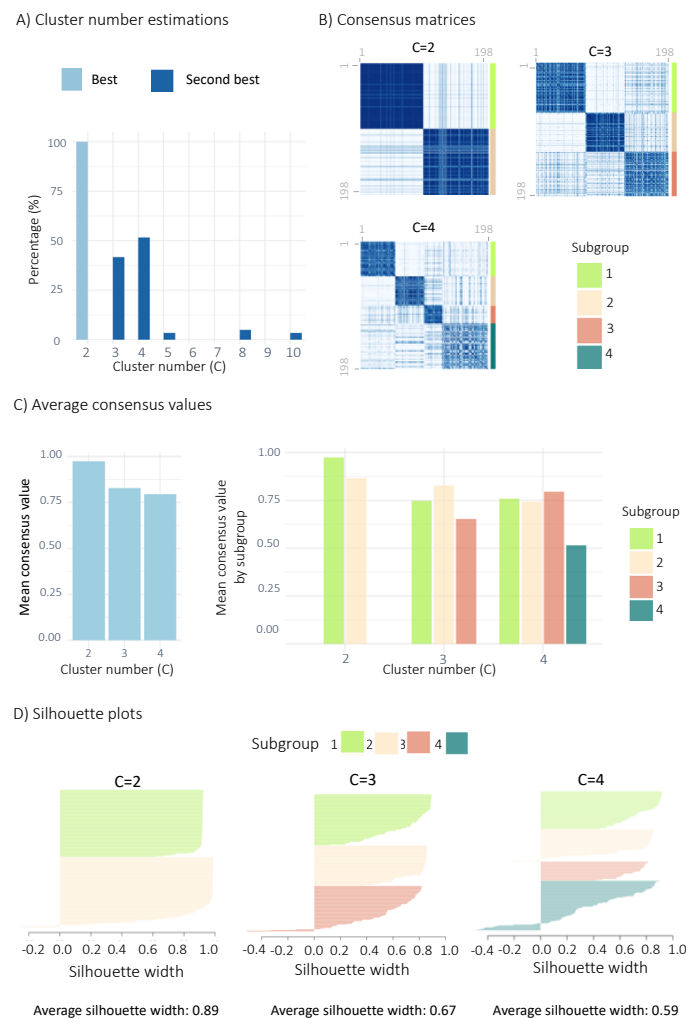 A) Cluster number estimations
Best
Second best
Percentage (%)
100
75
50
25
0
2 3 4 5 6 7 8 9 10
Cluster number (C)
B) Consensus matrices
C=2
1 198
1
198
C=3
1 198
1
198
C=4
1 198
1
198
Subgroup
1
2
3
4
C) Average consensus values
Mean consensus value
1.00
0.75
0.50
0.25
0.00
2 3 4
Cluster number (C)
Mean consensus value
by subgroup
1.00
0.75
0.50
0.25
0.00
2 3 4
Cluster number (C)
Subgroup
1
2
3
4
D) Silhouette plots
Subgroup 1 2 3 4
C=2
-0.2 0.0 0.2 0.4 0.6 0.8 1.0
Silhouette width
Average silhouette width: 0.89
C=3
-0.4 -0.2 0.0 0.2 0.4 0.6 0.8 1.0
Silhouette width
Average silhouette width: 0.67
C=4
-0.4 -0.2 0.0 0.2 0.4 0.6 0.8 1.0
Silhouette width
Average silhouette width: 0.59